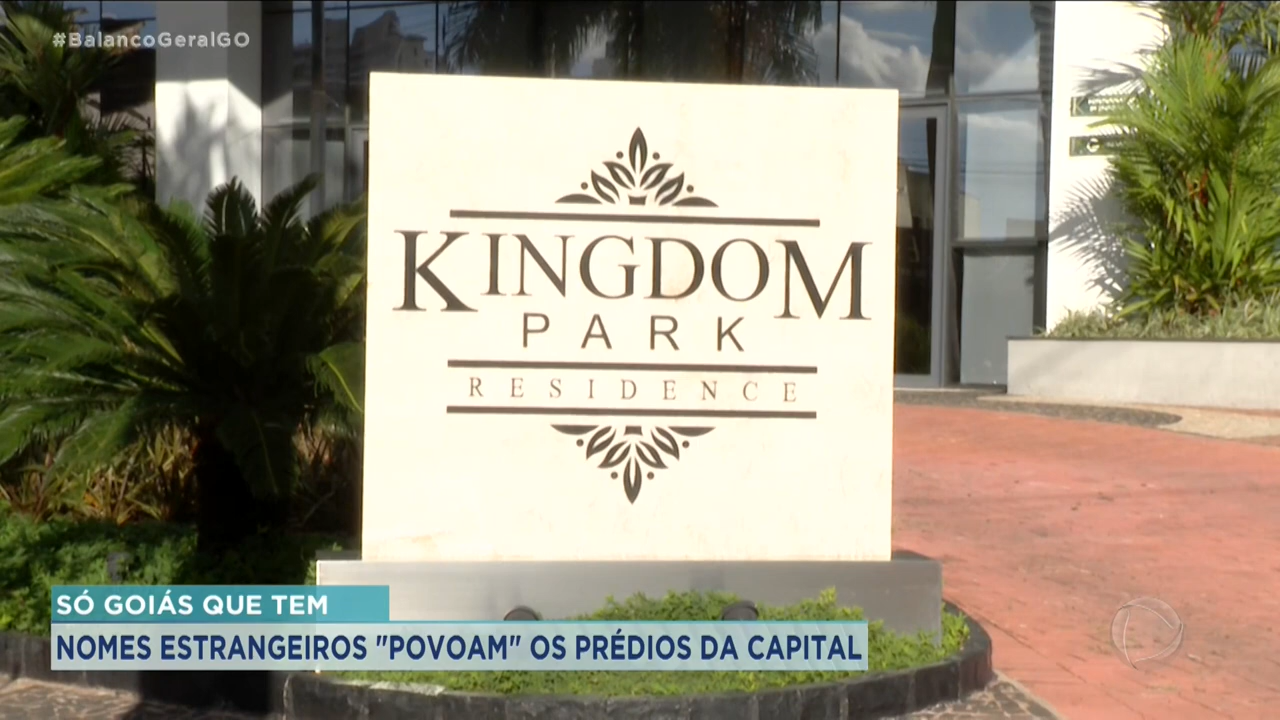 #BalancoGeralGO
KINGDOM
PARK
RESIDENCE
SÓ GOIÁS QUE TEM
NOMES ESTRANGEIROS "POVOAM" OS PRÉDIOS DA CAPITAL